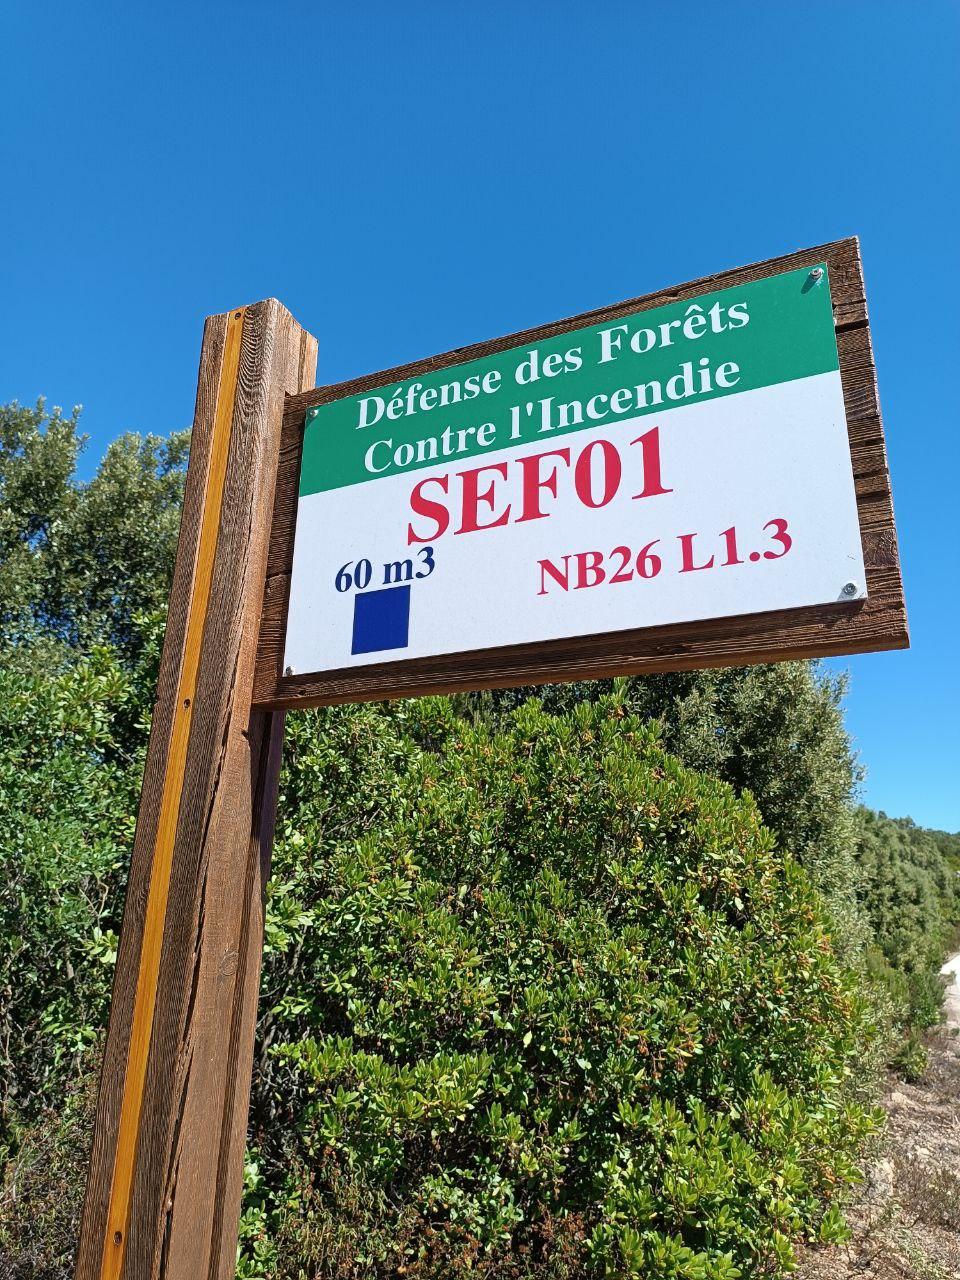 Défense des Forêts
Contre l'Incendie
SEF01
60 m3
NB26 L1.3